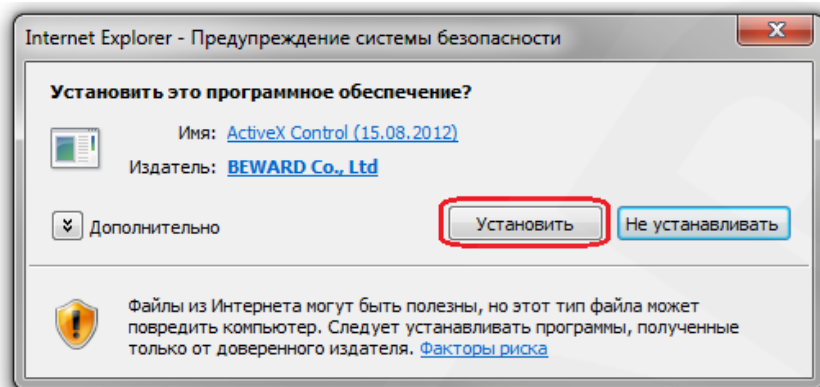 Internet Explorer - Предупреждение системы безопасности
Установить это программное обеспечение?
Имя: ActiveX Control (15.08.2012)
Издатель: BEWARD Co., Ltd
Дополнительно
Установить
Не устанавливать
Файлы из Интернета могут быть полезны, но этот тип файла может
повредить компьютер. Следует устанавливать программы, полученные
только от доверенного издателя. Факторы риска